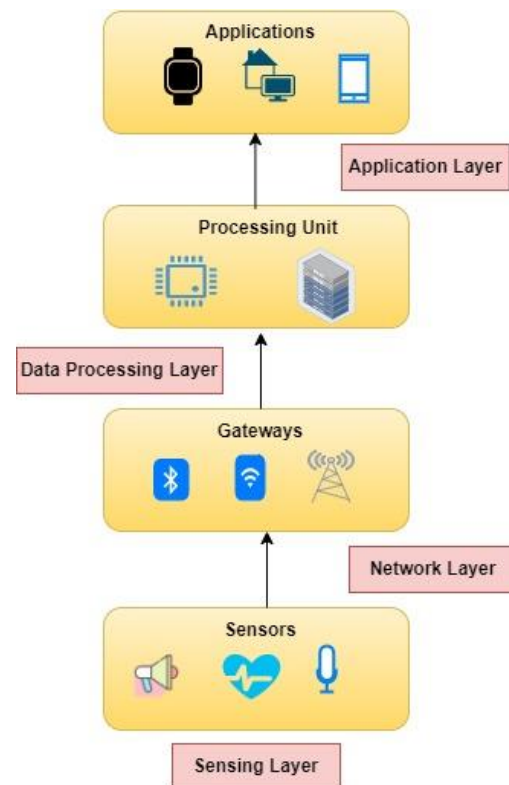 Applications
Application Layer
Processing Unit
Data Processing Layer
Gateways
Network Layer
Sensors
Sensing Layer